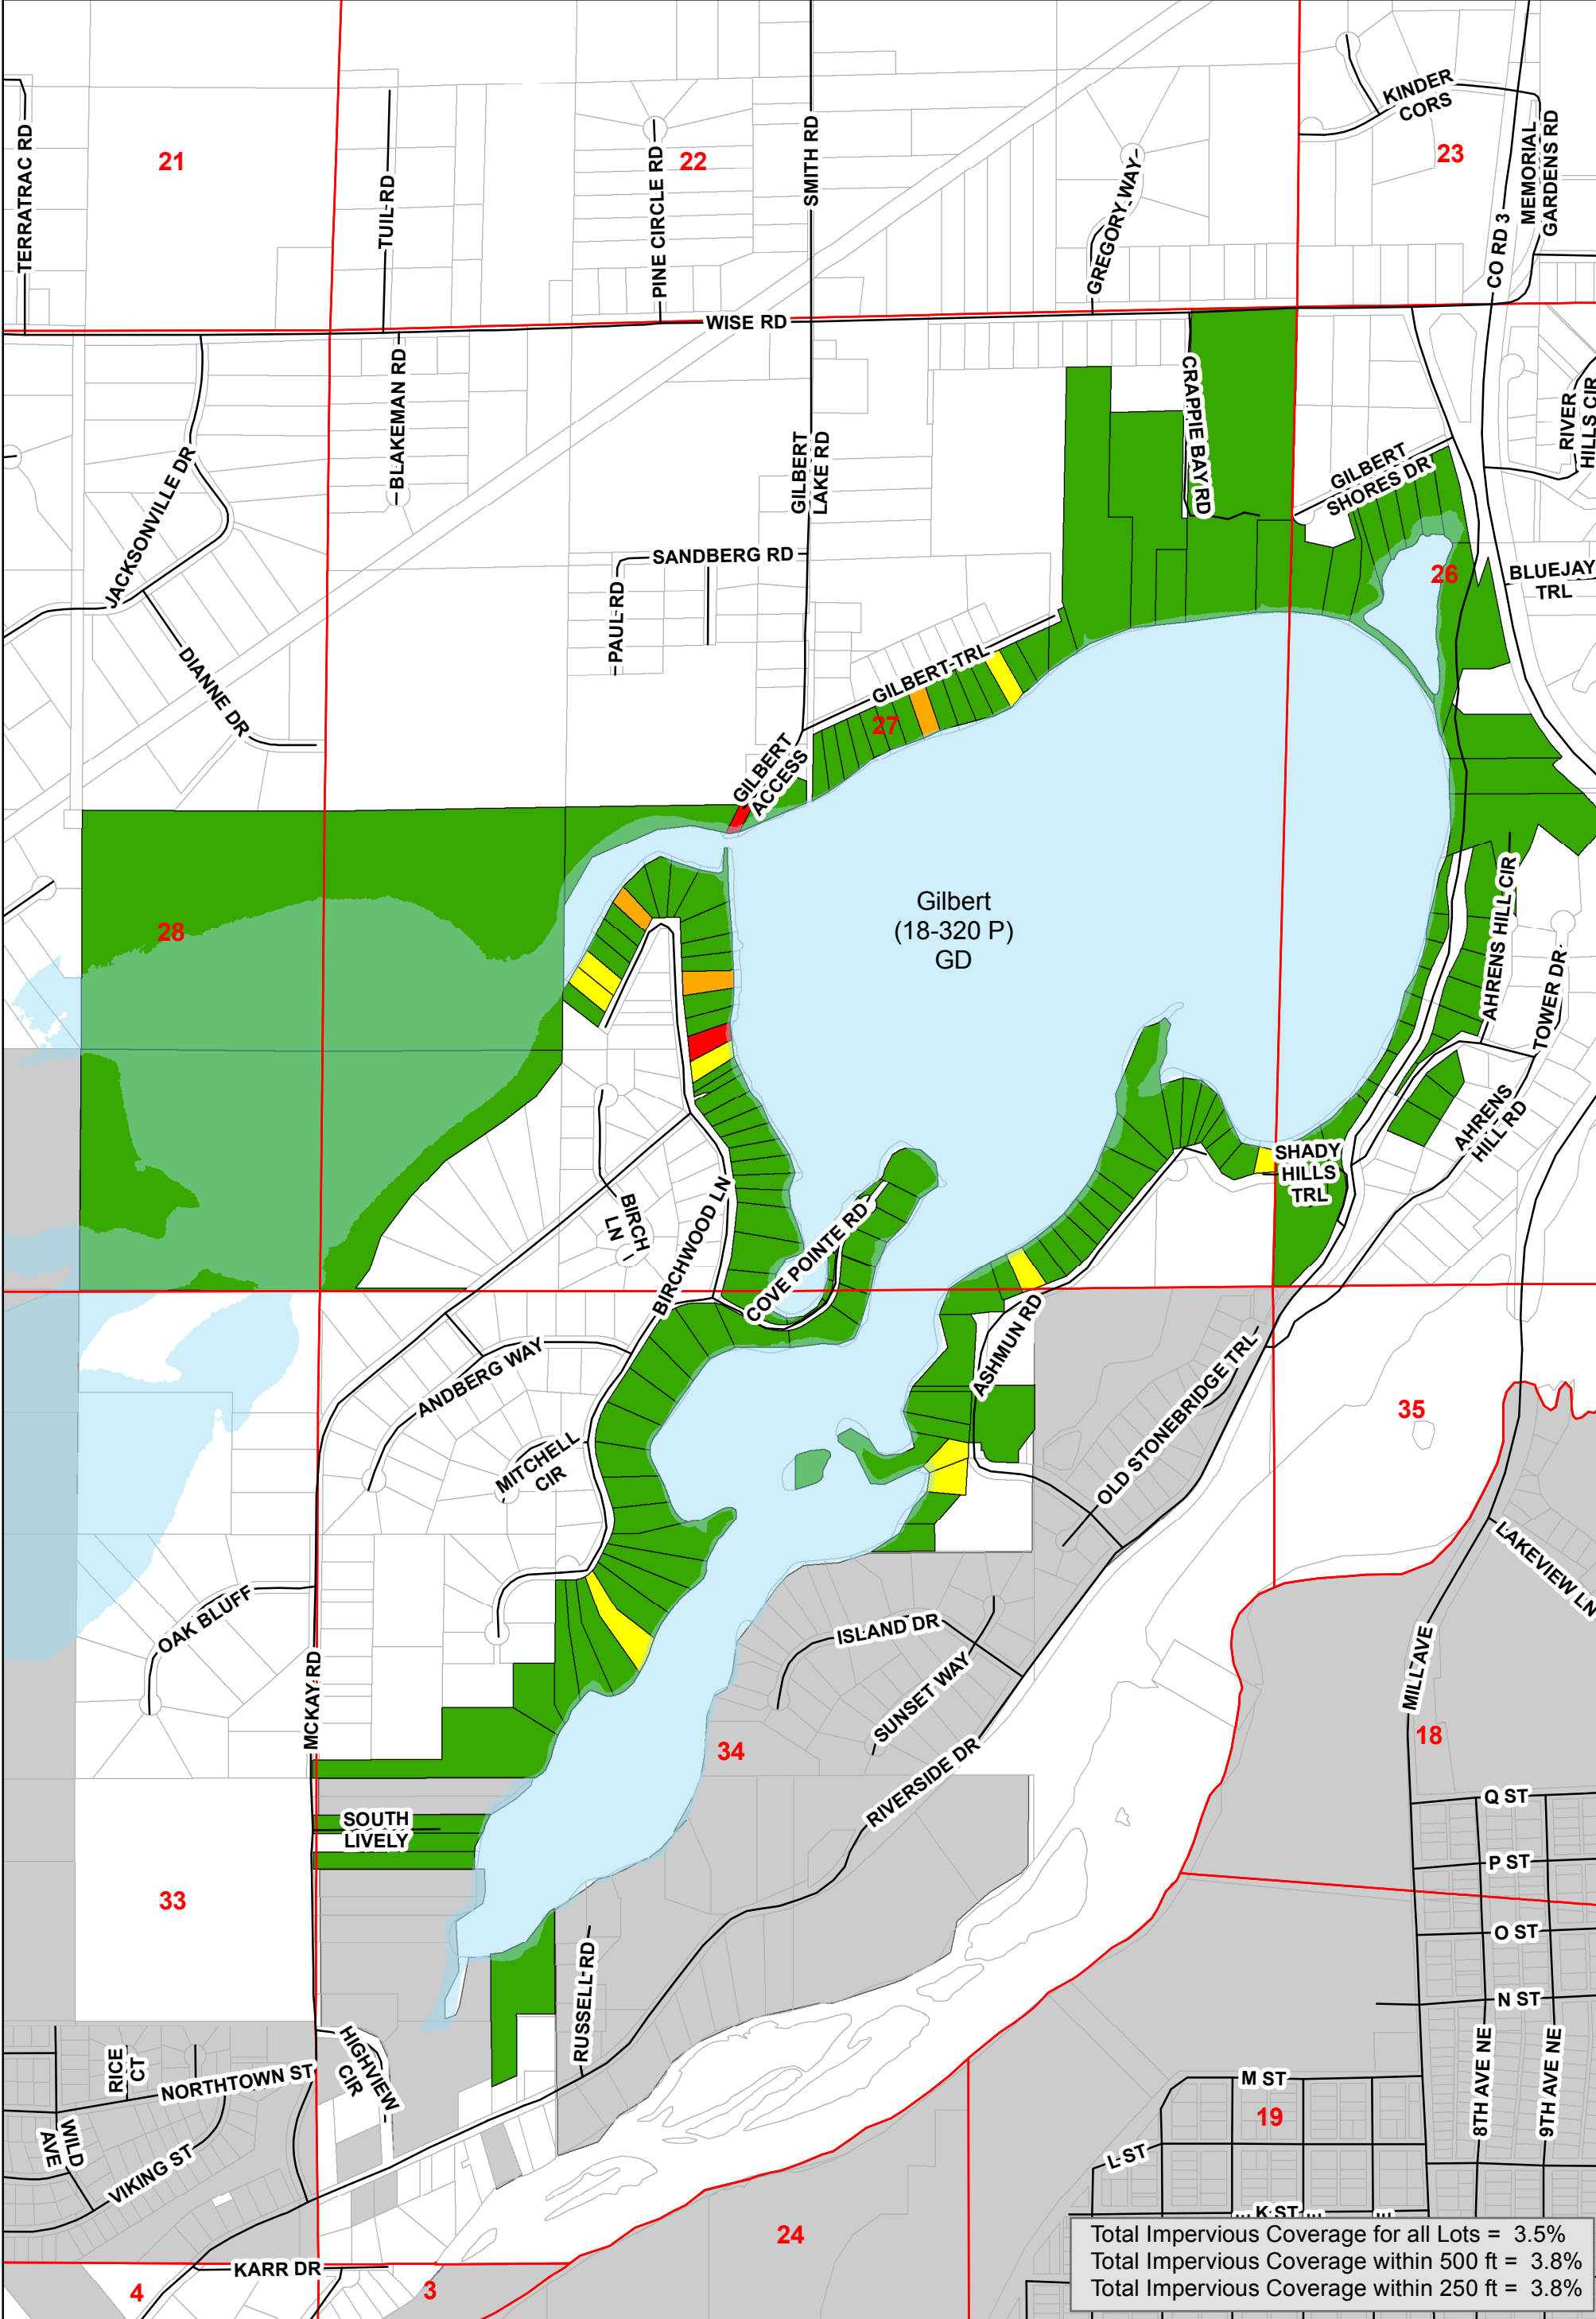 KINDER
CORS
TERRATRAC RD
21
TUIL RD
PINE CIRCLE RD
22
SMITH RD
GREGORY WAY
23
MEMORIAL
GARDENS RD
CO RD 3
WISE RD
BLAKEMAN RD
JACKSONVILLE DR
GILBERT
LAKE RD
CRAPPIE BAY RD
RIVER
HILLS CIR
GILBERT
SHORES DR
SANDBERG RD
PAUL RD
26
BLUEJAY
TRL
DIANNE DR
GILBERT TRL
27
GILBERT
ACCESS
28
Gilbert
(18-320 P)
GD
AHRENS HILL CIR
TOWER DR
AHRENS
HILL RD
SHADY
HILLS
TRL
BIRCH
LN
BIRCHWOOD LN
COVE POINTE RD
ANDBERG WAY
ASHMUN RD
OLD STONEBRIDGE TRL
35
MITCHELL
CIR
LAKEVIEW LN
OAK BLUFF
ISLAND DR
SUNSET WAY
MCKAY RD
MILL AVE
34
18
RIVERSIDE DR
SOUTH
LIVELY
Q ST
P ST
33
O ST
N ST
RUSSELL RD
HIGHVIEW
CIR
RICE
CT
NORTHTOWN ST
WILD
AVE
VIKING ST
M ST
19
8TH AVE NE
9TH AVE NE
L ST
K ST
24
KARR DR
4
3
Total Impervious Coverage for all Lots = 3.5%
Total Impervious Coverage within 500 ft = 3.8%
Total Impervious Coverage within 250 ft = 3.8%